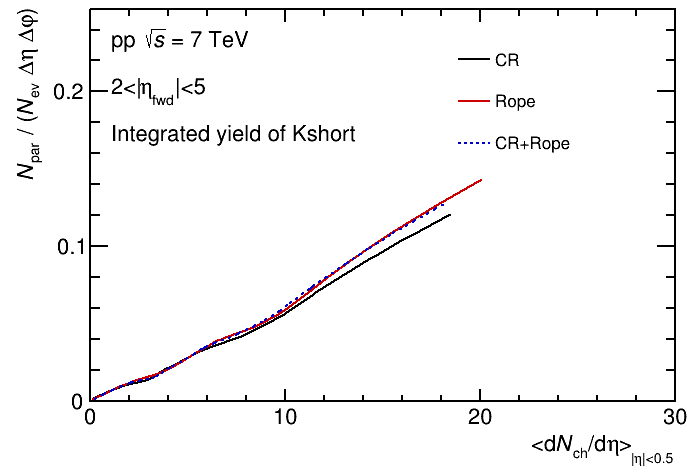 N_par / (N_ev Δη Δφ)
pp √s = 7 TeV
2<|η_fwd|<5
Integrated yield of Kshort
CR
Rope
CR+Rope
0.2
0.1
0
0 10 20 30
<dN_ch/dη>_|η|<0.5